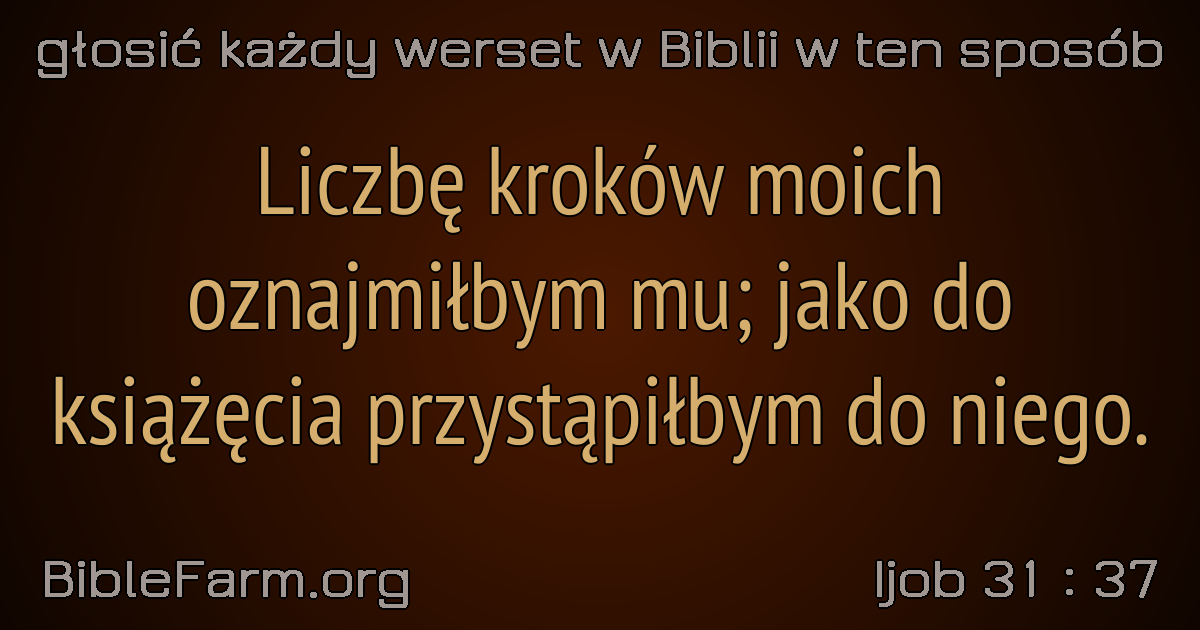 głosić każdy werset w Biblii w ten sposób
Liczbę kroków moich
oznajmiłbym mu; jako do
książęcia przystąpiłbym do niego.
BibleFarm.org
Ijob 31 : 37